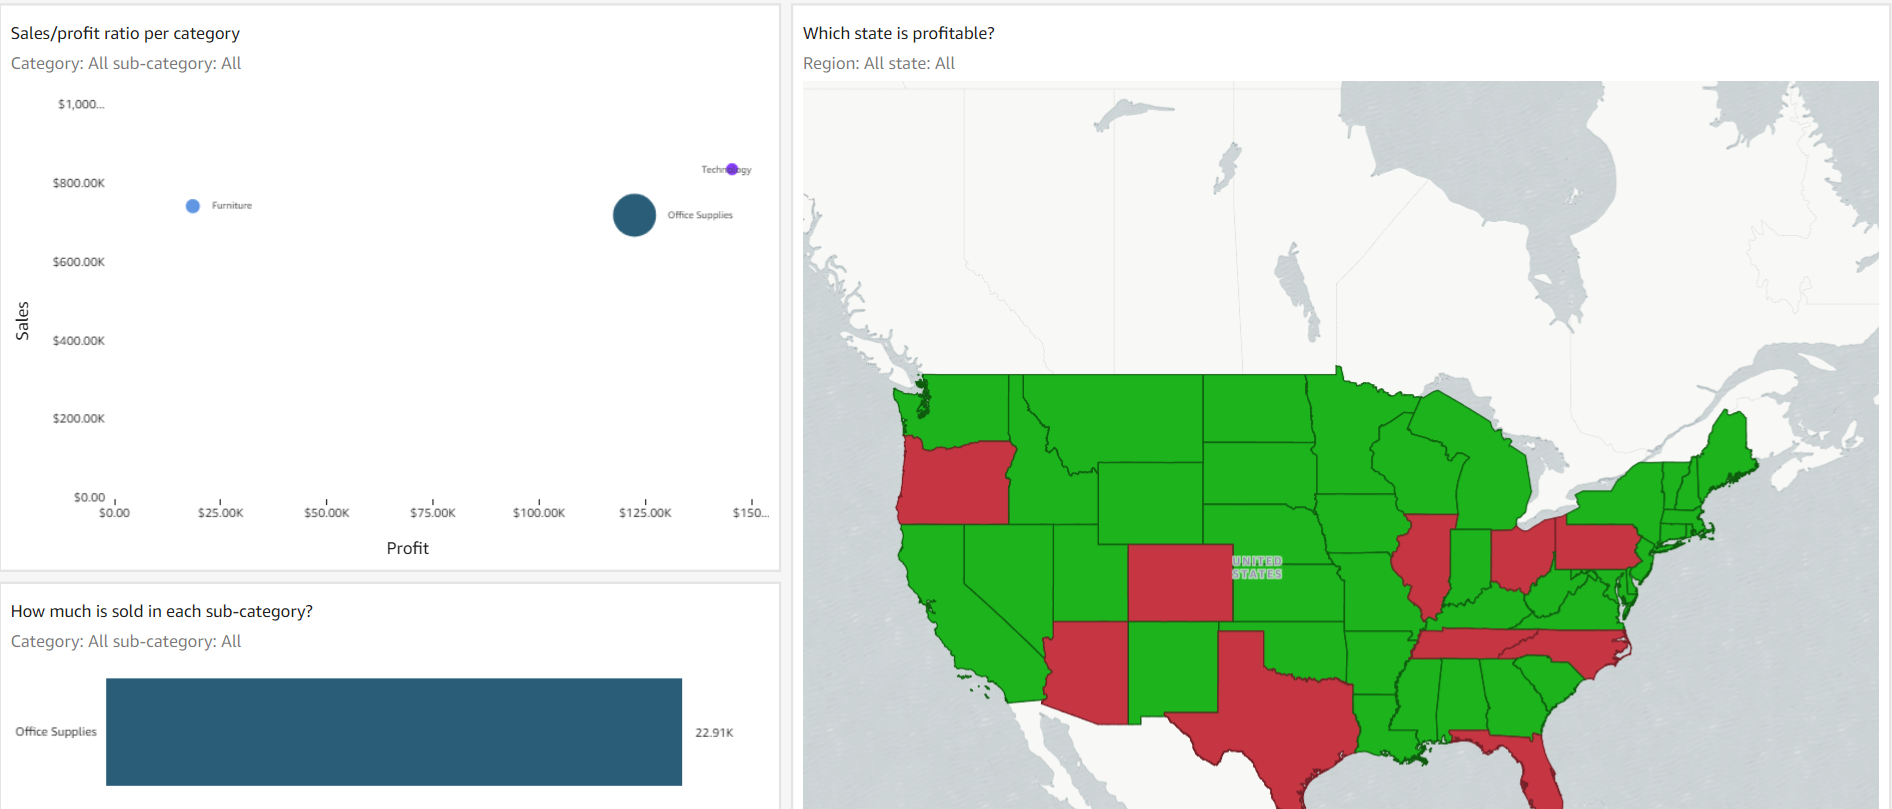 Sales/profit ratio per category
Category: All sub-category: All
$1,000...
$800.00K
$600.00K
$400.00K
$200.00K
$0.00
Sales
Technology
Furniture
Office Supplies
$0.00
$25.00K
$50.00K
$75.00K
$100.00K
$125.00K
$150...
Profit
How much is sold in each sub-category?
Category: All sub-category: All
Office Supplies
22.91K
Which state is profitable?
Region: All state: All
UNITED
STATES